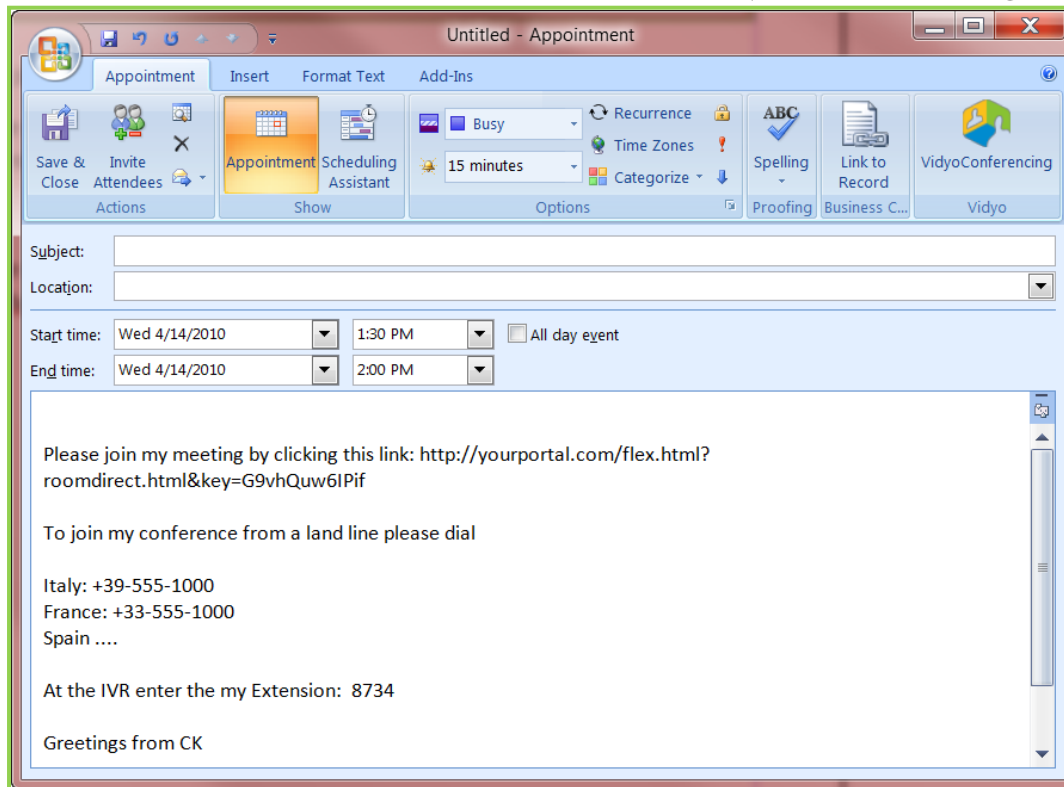 Untitled - Appointment
Appointment Insert Format Text Add-Ins
Save & Close
Invite Attendees
Actions
Appointment
Scheduling Assistant
Show
Busy
15 minutes
Recurrence
Time Zones
Categorize
Options
ABC
Spelling
Proofing
Link to Record
Business C...
VidyoConferencing
Vidyo
Subject:
Location:
Start time: Wed 4/14/2010 1:30 PM All day event
End time: Wed 4/14/2010 2:00 PM
Please join my meeting by clicking this link: http://yourportal.com/flex.html?
roomdirect.html&key=G9vhQuw6IPif
To join my conference from a land line please dial
Italy: +39-555-1000
France: +33-555-1000
Spain ....
At the IVR enter the my Extension:  8734
Greetings from CK